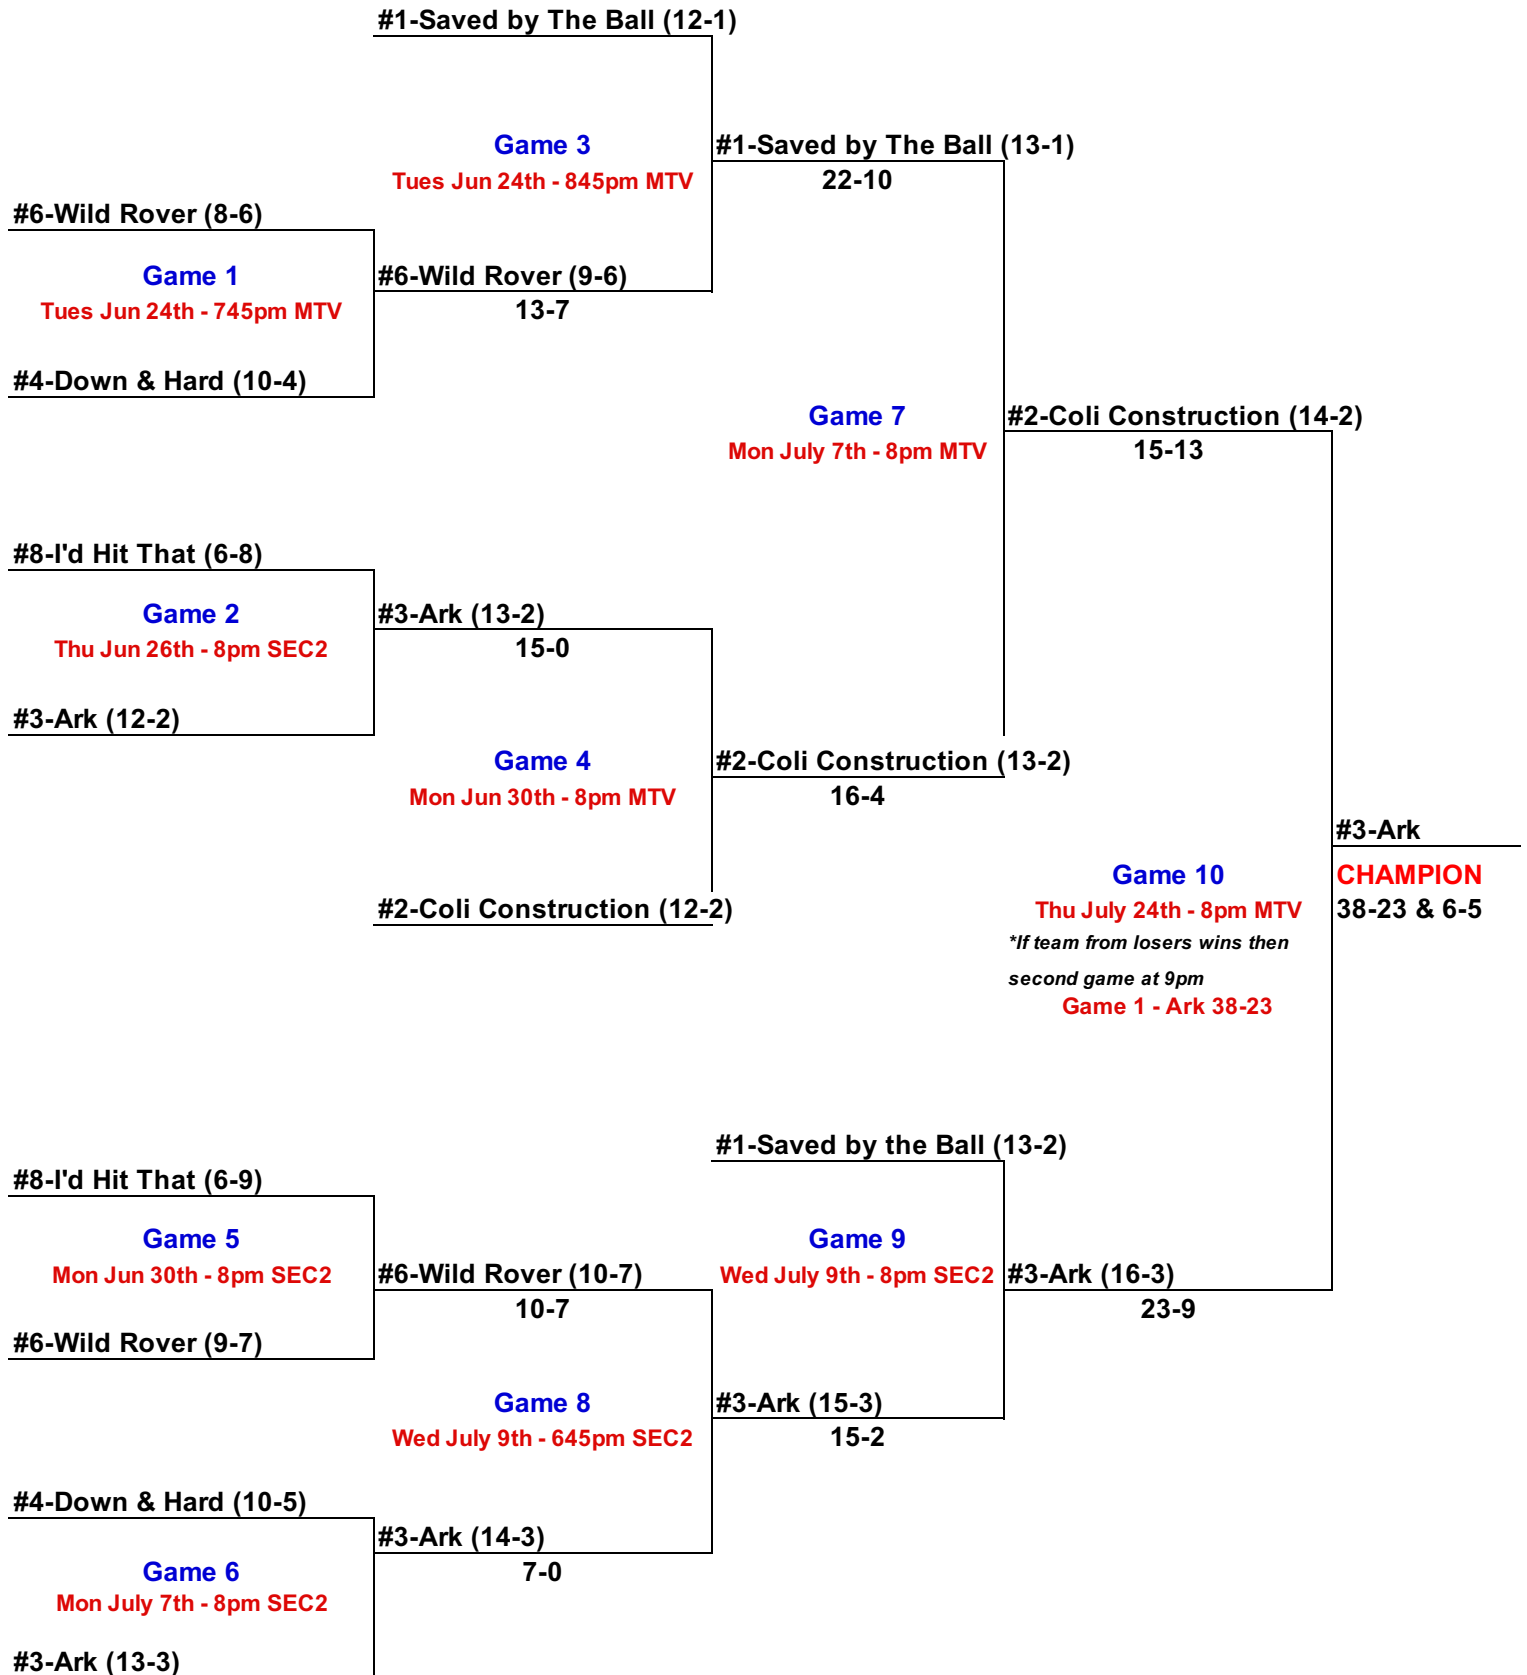 #1-Saved by The Ball (12-1)
Game 3
Tues Jun 24th - 845pm MTV
#1-Saved by The Ball (13-1)
22-10
#6-Wild Rover (8-6)
Game 1
Tues Jun 24th - 745pm MTV
#6-Wild Rover (9-6)
13-7
#4-Down & Hard (10-4)
Game 7
Mon July 7th - 8pm MTV
#2-Coli Construction (14-2)
15-13
#8-I'd Hit That (6-8)
Game 2
Thu Jun 26th - 8pm SEC2
#3-Ark (13-2)
15-0
#3-Ark (12-2)
Game 4
Mon Jun 30th - 8pm MTV
#2-Coli Construction (13-2)
16-4
#2-Coli Construction (12-2)
#3-Ark
CHAMPION
38-23 & 6-5
Game 10
Thu July 24th - 8pm MTV
*If team from losers wins then
second game at 9pm
Game 1 - Ark 38-23
#1-Saved by the Ball (13-2)
#8-I'd Hit That (6-9)
Game 5
Mon Jun 30th - 8pm SEC2
#6-Wild Rover (10-7)
10-7
Game 9
Wed July 9th - 8pm SEC2
#3-Ark (16-3)
23-9
#6-Wild Rover (9-7)
Game 8
Wed July 9th - 645pm SEC2
#3-Ark (15-3)
15-2
#4-Down & Hard (10-5)
#3-Ark (14-3)
7-0
Game 6
Mon July 7th - 8pm SEC2
#3-Ark (13-3)